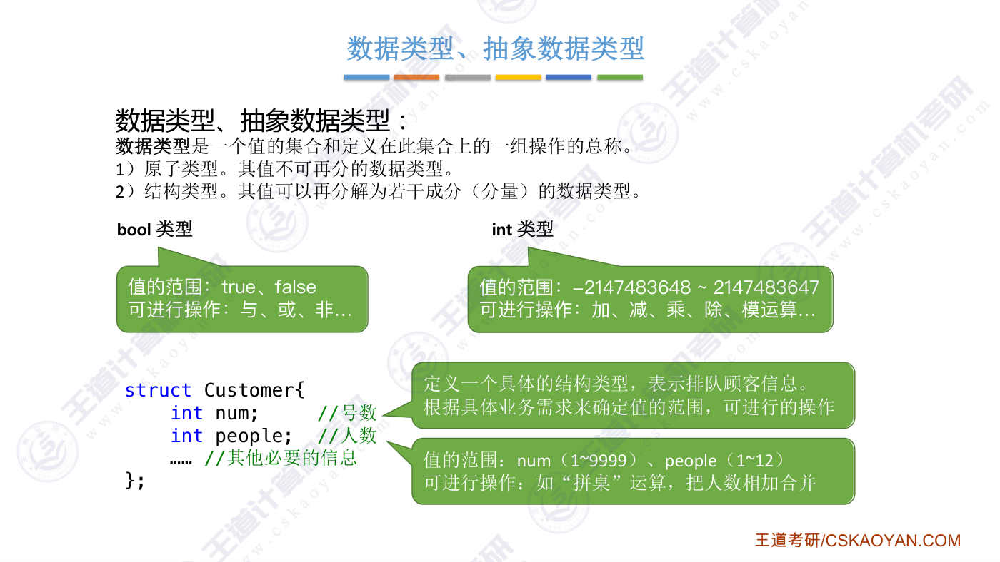 数据类型、抽象数据类型
数据类型、抽象数据类型：
数据类型是一个值的集合和定义在此集合上的一组操作的总称。
1）原子类型。其值不可再分的数据类型。
2）结构类型。其值可以再分解为若干成分（分量）的数据类型。
bool 类型
int 类型
值的范围：true、false
可进行操作：与、或、非…
值的范围：-2147483648 ~ 2147483647
可进行操作：加、减、乘、除、模运算…
struct Customer{
int num; //号数
int people; //人数
…… //其他必要的信息
};
定义一个具体的结构类型，表示排队顾客信息。
根据具体业务需求来确定值的范围，可进行的操作
值的范围：num（1~9999）、people（1~12）
可进行操作：如“拼桌”运算，把人数相加合并
王道考研/CSKAOYAN.COM
王道计算机考研
www.cskaoyan.com